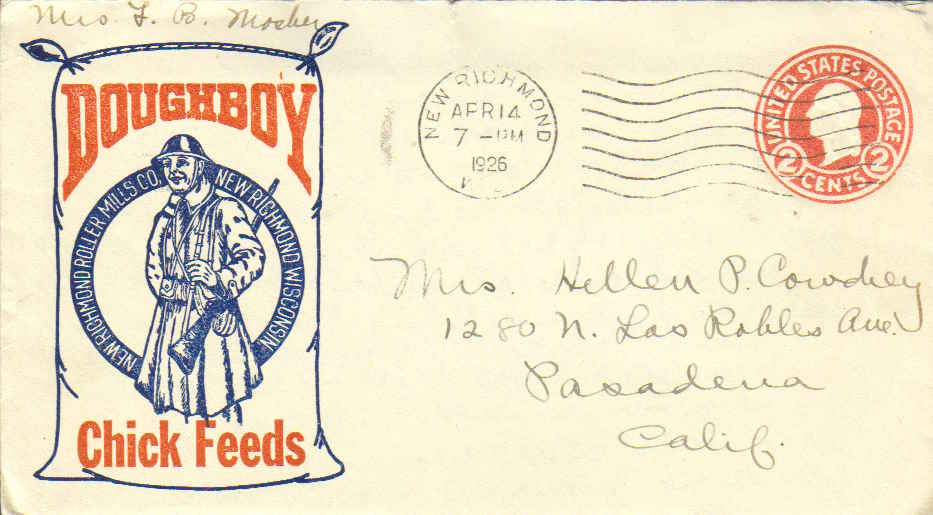 Mrs F. B. Mosher
DOUGHBOY
NEW RICHMOND ROLLER MILLS CO. NEW RICHMOND WISCONSIN
Chick Feeds
NEW RICHMOND
APR 14
7 - PM
1926
UNITED STATES POSTAGE
2 CENTS 2
Mrs. Hellen P. Cowdrey
1280 N. Los Robles Ave.
Pasadena
Calif.